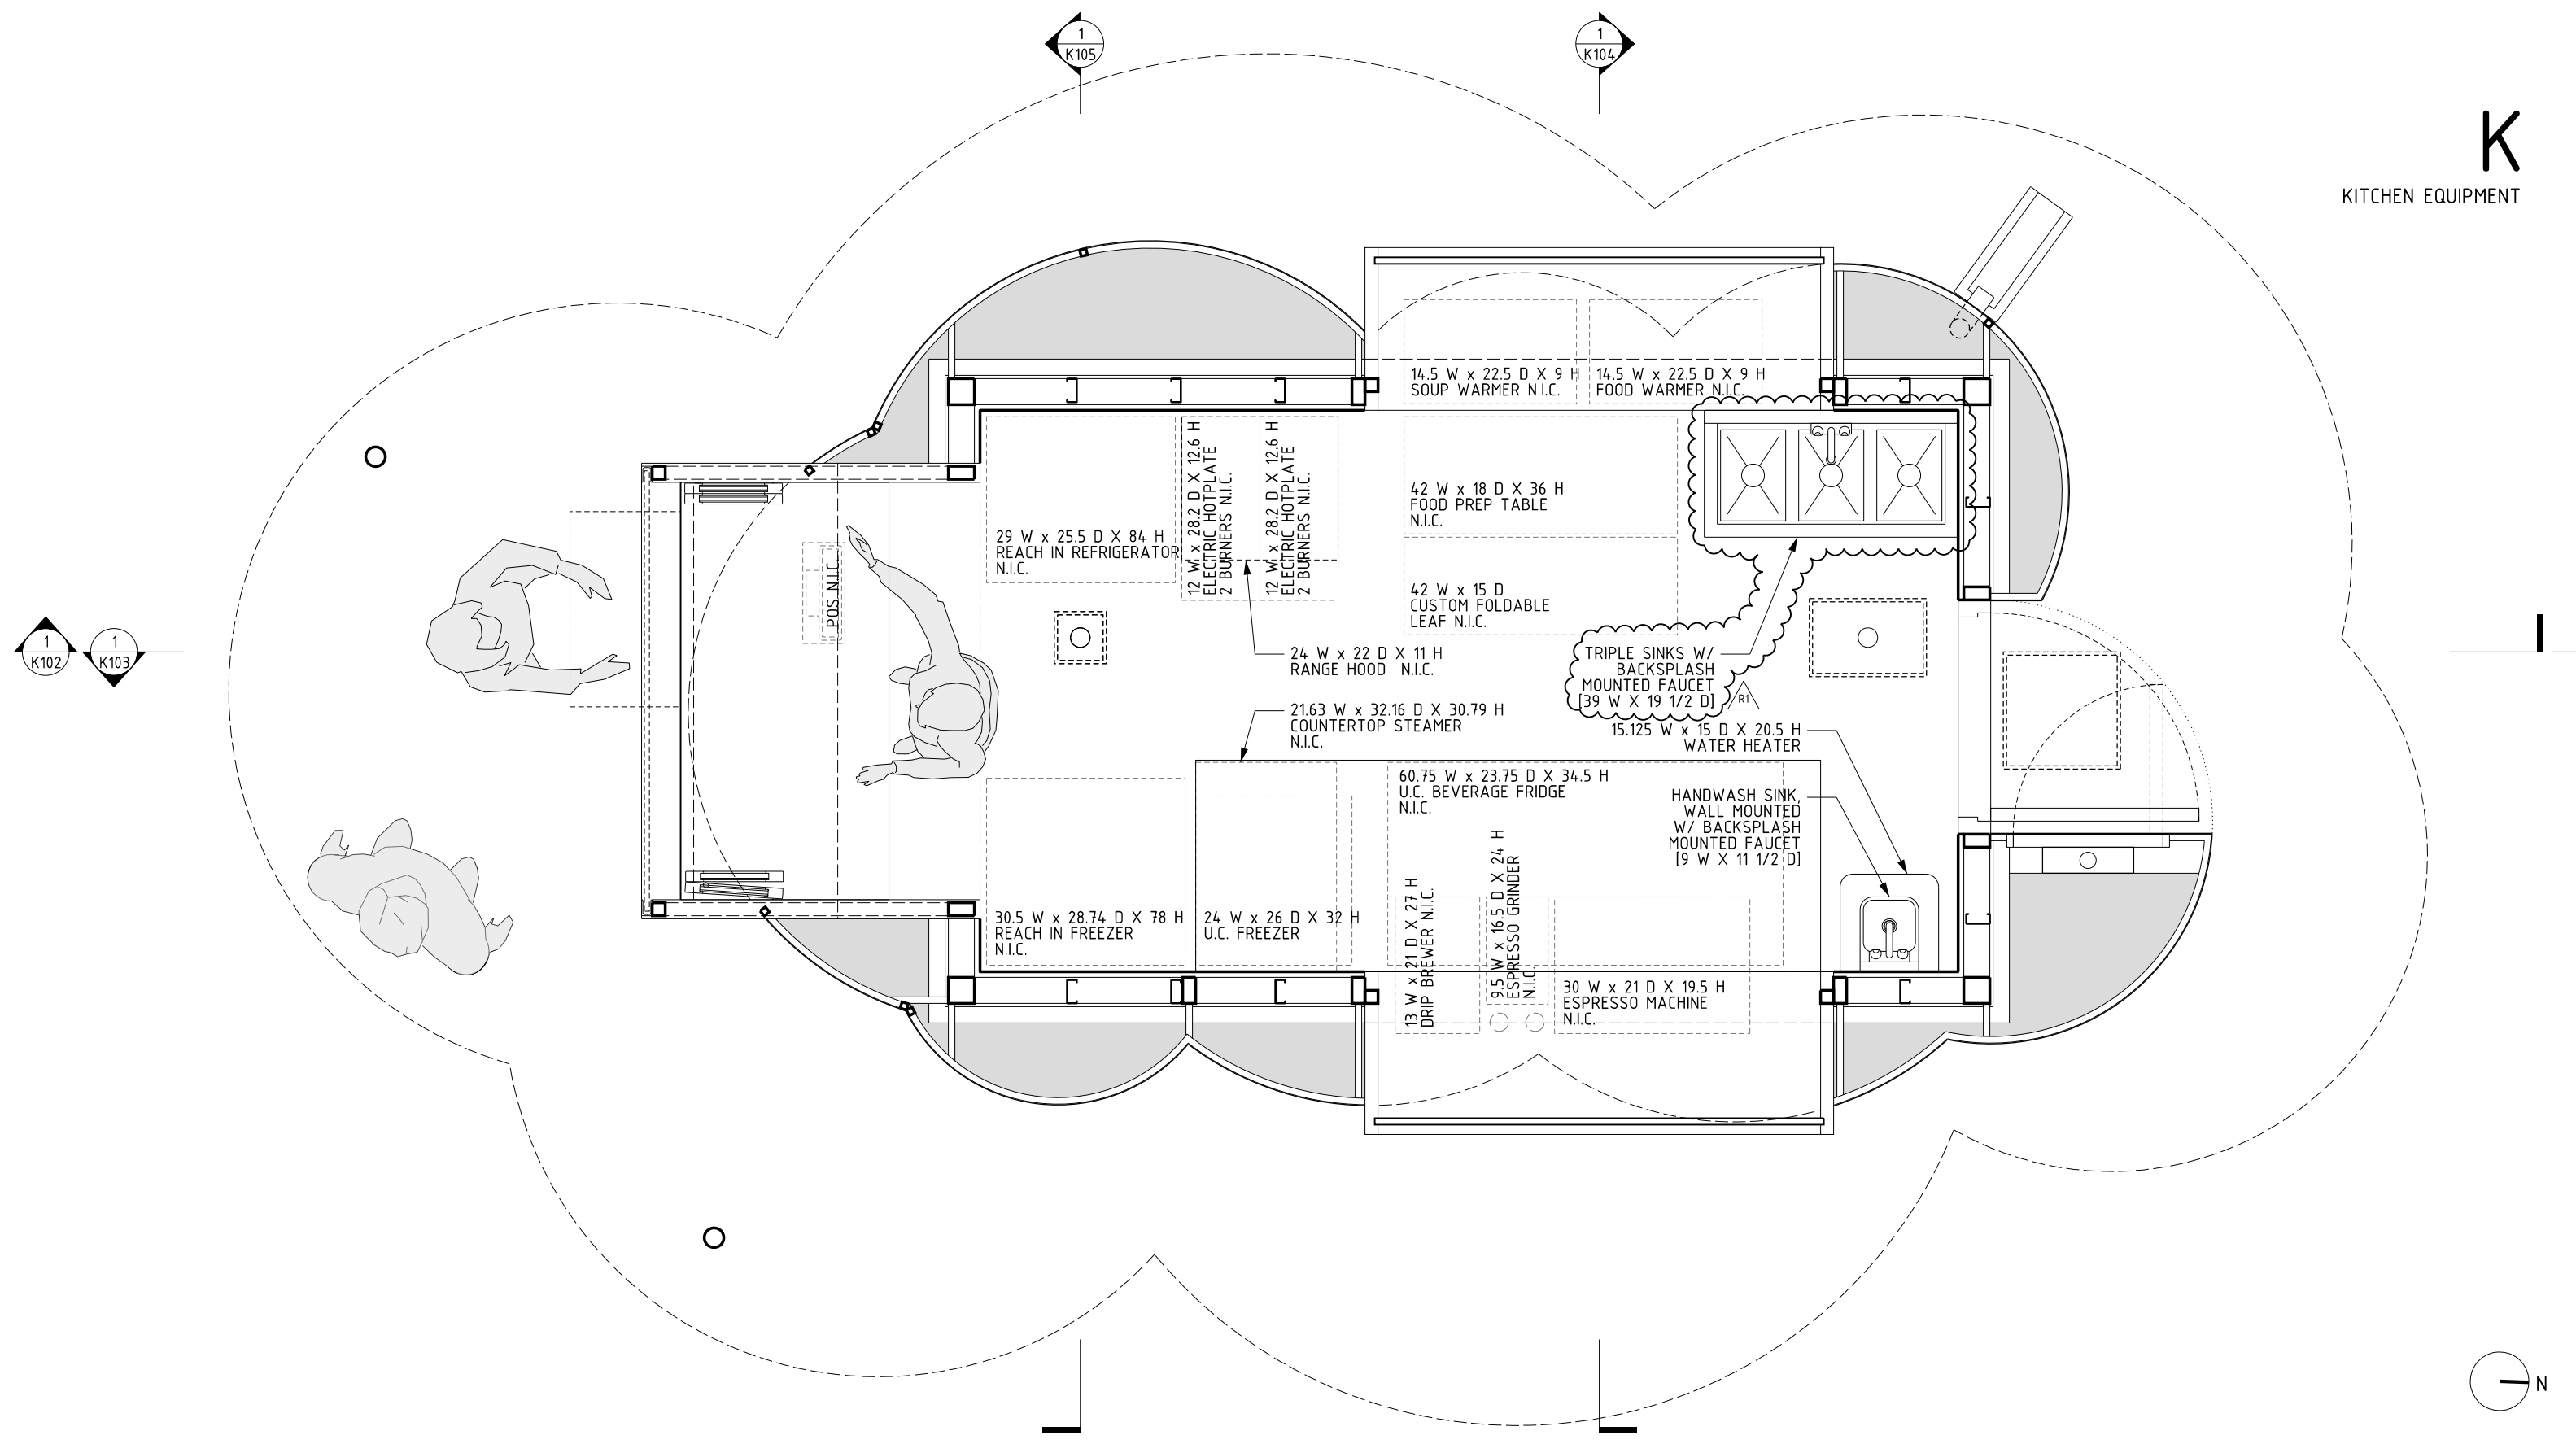 1
K105
1
K104
K
KITCHEN EQUIPMENT
14.5 W x 22.5 D X 9 H
SOUP WARMER N.I.C.
14.5 W x 22.5 D X 9 H
FOOD WARMER N.I.C.
29 W x 25.5 D X 84 H
REACH IN REFRIGERATOR
N.I.C.
12 W x 28.2 D X 12.6 H
ELECTRIC HOTPLATE
2 BURNERS N.I.C.
12 W x 28.2 D X 12.6 H
ELECTRIC HOTPLATE
2 BURNERS N.I.C.
42 W x 18 D X 36 H
FOOD PREP TABLE
N.I.C.
42 W x 15 D
CUSTOM FOLDABLE
LEAF N.I.C.
POS N.I.C.
1
K102
1
K103
24 W x 22 D X 11 H
RANGE HOOD N.I.C.
TRIPLE SINKS W/
BACKSPLASH
MOUNTED FAUCET
[39 W X 19 1/2 D]
R1
21.63 W x 32.16 D X 30.79 H
COUNTERTOP STEAMER
N.I.C.
15.125 W x 15 D X 20.5 H
WATER HEATER
60.75 W x 23.75 D X 34.5 H
U.C. BEVERAGE FRIDGE
N.I.C.
HANDWASH SINK,
WALL MOUNTED
W/ BACKSPLASH
MOUNTED FAUCET
[9 W X 11 1/2 D]
30.5 W x 28.74 D X 78 H
REACH IN FREEZER
N.I.C.
24 W x 26 D X 32 H
U.C. FREEZER
13 W x 21 D X 27 H
DRIP BREWER N.I.C.
9.5 W x 16.5 D X 24 H
ESPRESSO GRINDER
N.I.C.
30 W x 21 D X 19.5 H
ESPRESSO MACHINE
N.I.C.
N